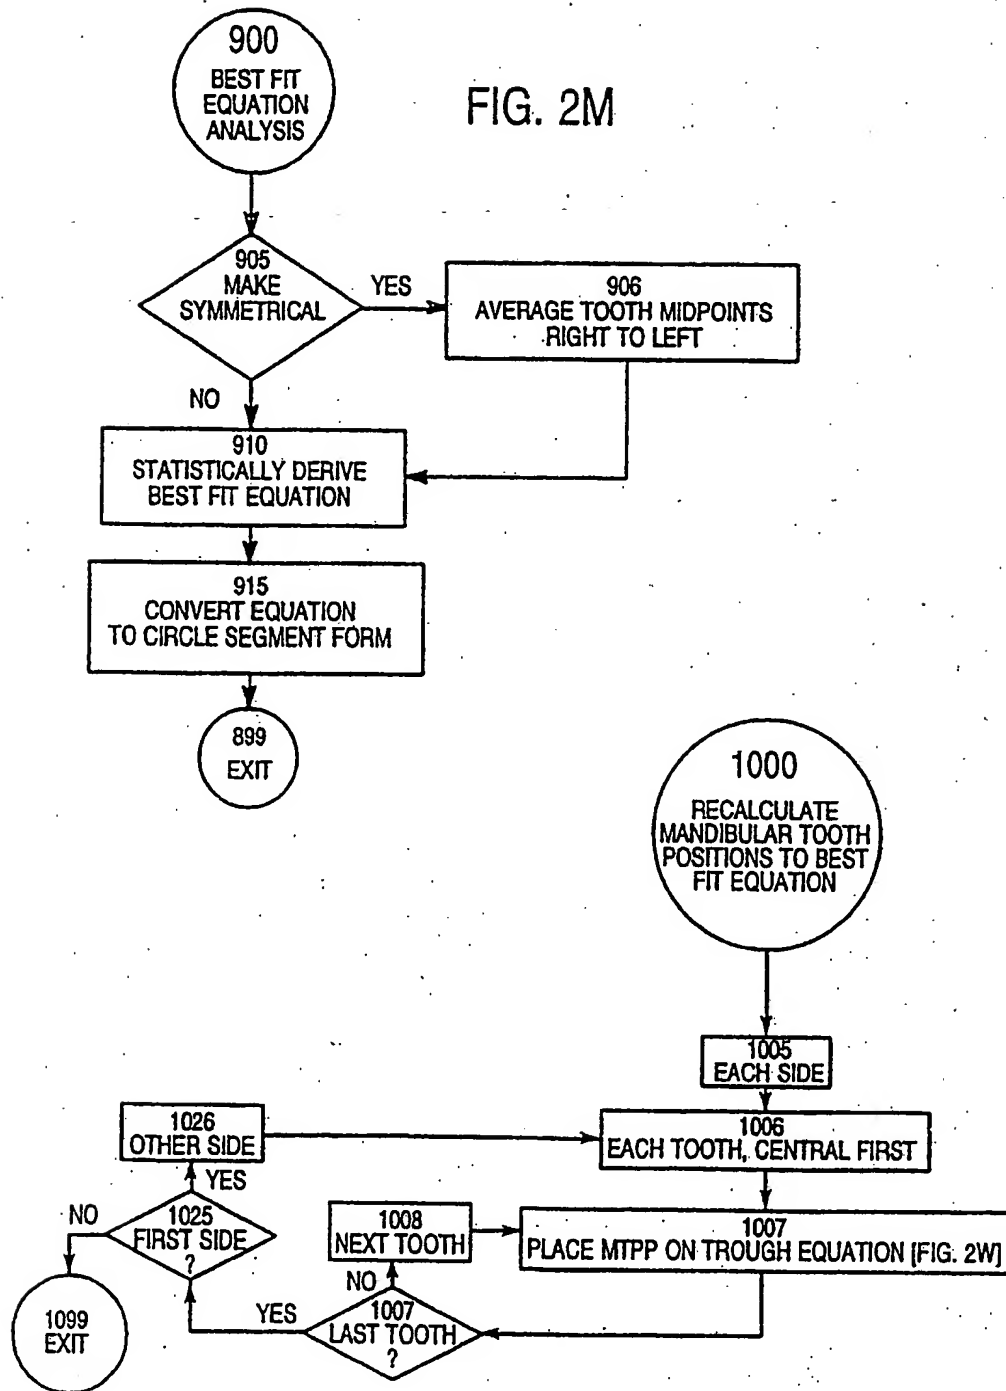 900
BEST FIT
EQUATION
ANALYSIS
FIG. 2M
905
MAKE
SYMMETRICAL
YES
906
AVERAGE TOOTH MIDPOINTS
RIGHT TO LEFT
NO
910
STATISTICALLY DERIVE
BEST FIT EQUATION
915
CONVERT EQUATION
TO CIRCLE SEGMENT FORM
899
EXIT
1000
RECALCULATE
MANDIBULAR TOOTH
POSITIONS TO BEST
FIT EQUATION
1005
EACH SIDE
1026
OTHER SIDE
1006
EACH TOOTH, CENTRAL FIRST
YES
NO
1025
FIRST SIDE
?
1008
NEXT TOOTH
1007
PLACE MTPP ON TROUGH EQUATION [FIG. 2W]
NO
YES
1007
LAST TOOTH
?
1099
EXIT